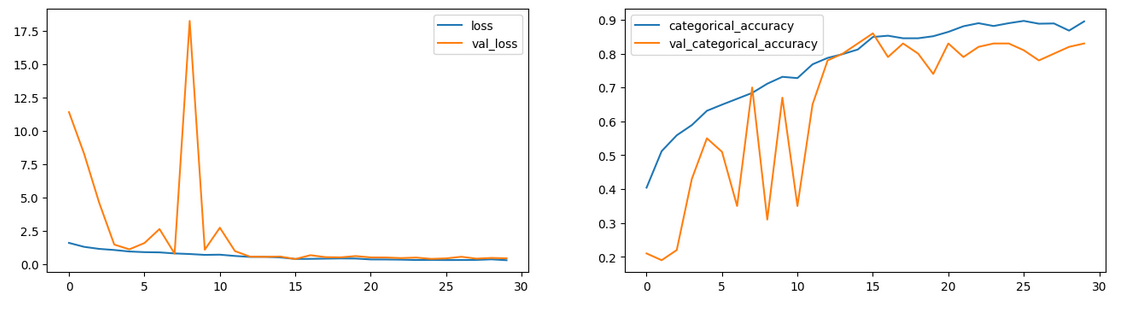 17.5
15.0
12.5
10.0
7.5
5.0
2.5
0.0
0 5 10 15 20 25 30
loss
val_loss
0.9
0.8
0.7
0.6
0.5
0.4
0.3
0.2
0 5 10 15 20 25 30
categorical_accuracy
val_categorical_accuracy